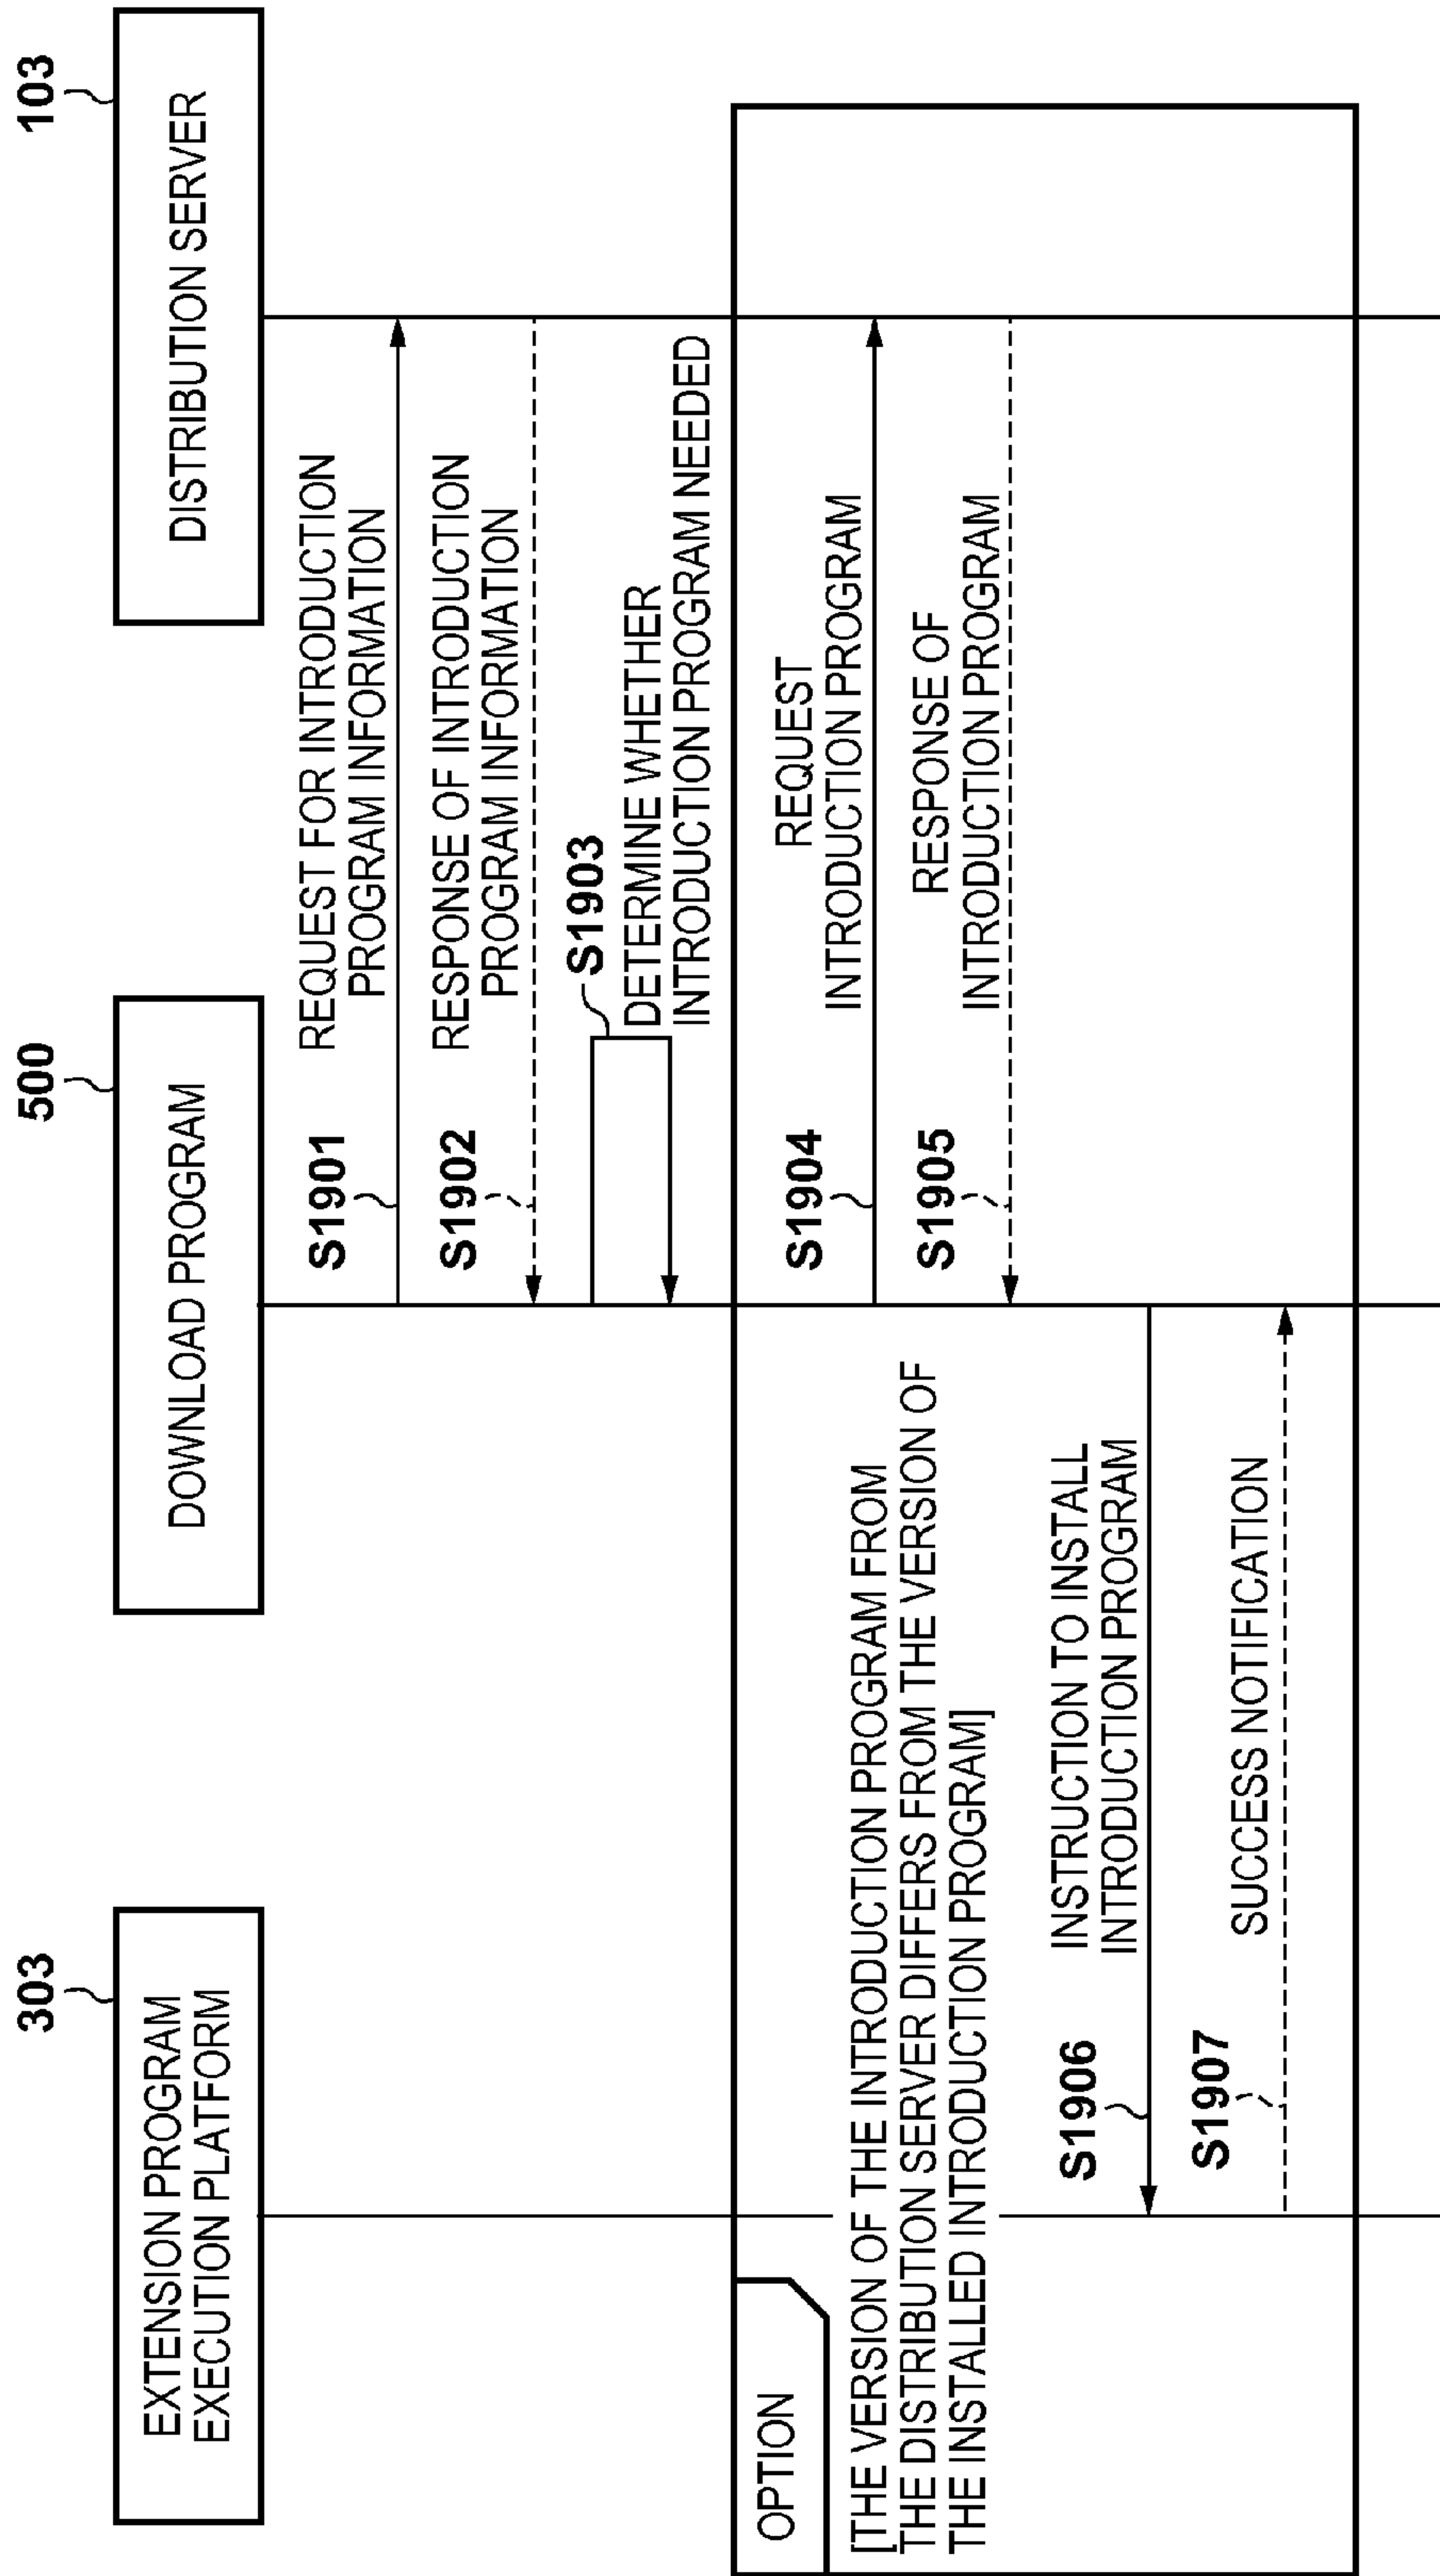 303
EXTENSION PROGRAM
EXECUTION PLATFORM
500
DOWNLOAD PROGRAM
103
DISTRIBUTION SERVER
S1901
REQUEST FOR INTRODUCTION
PROGRAM INFORMATION
S1902
RESPONSE OF INTRODUCTION
PROGRAM INFORMATION
S1903
DETERMINE WHETHER
INTRODUCTION PROGRAM NEEDED
OPTION
[THE VERSION OF THE INTRODUCTION PROGRAM FROM
THE DISTRIBUTION SERVER DIFFERS FROM THE VERSION OF
THE INSTALLED INTRODUCTION PROGRAM]
S1904
REQUEST
INTRODUCTION PROGRAM
S1905
RESPONSE OF
INTRODUCTION PROGRAM
S1906
INSTRUCTION TO INSTALL
INTRODUCTION PROGRAM
S1907
SUCCESS NOTIFICATION